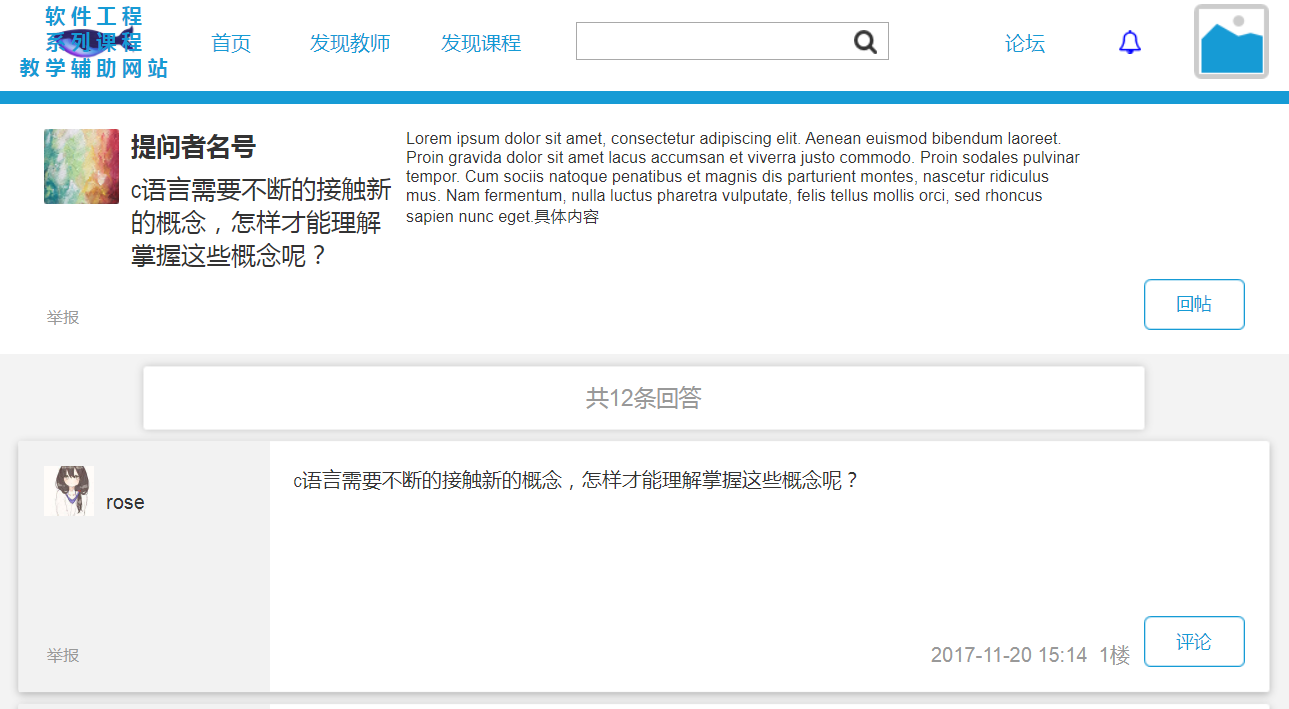 软件工程
系列课程
教学辅助网站
首页
发现教师
发现课程
论坛
提问者名号
c语言需要不断的接触新
的概念，怎样才能理解
掌握这些概念呢？
Lorem ipsum dolor sit amet, consectetur adipiscing elit. Aenean euismod bibendum laoreet.
Proin gravida dolor sit amet lacus accumsan et viverra justo commodo. Proin sodales pulvinar
tempor. Cum sociis natoque penatibus et magnis dis parturient montes, nascetur ridiculus
mus. Nam fermentum, nulla luctus pharetra vulputate, felis tellus mollis orci, sed rhoncus
sapien nunc eget.具体内容
举报
回帖
共12条回答
rose
c语言需要不断的接触新的概念，怎样才能理解掌握这些概念呢？
举报
2017-11-20 15:14 1楼
评论